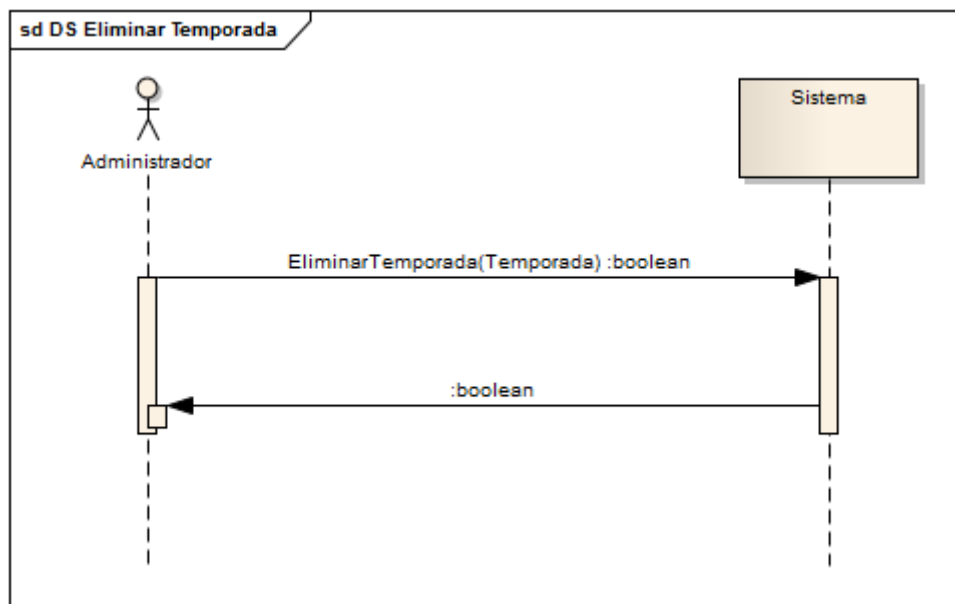 sd DS Eliminar Temporada
Sistema
Administrador
EliminarTemporada(Temporada) :boolean
:boolean